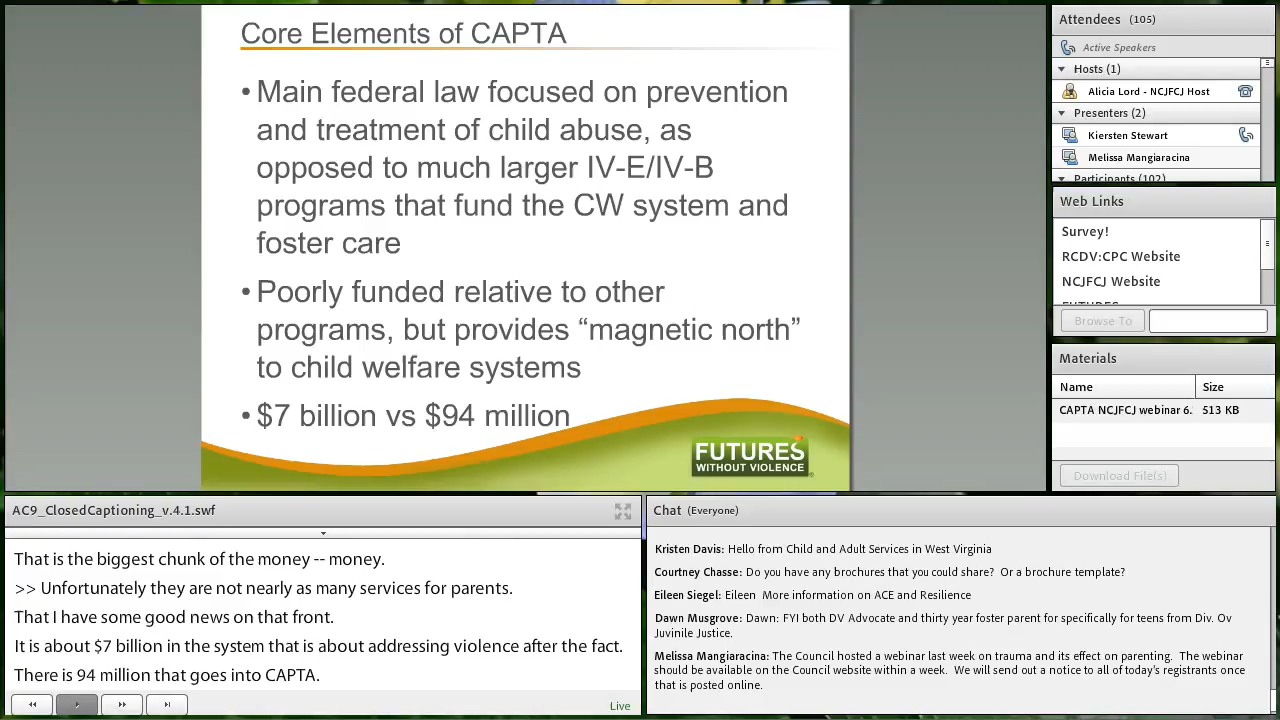 Core Elements of CAPTA
• Main federal law focused on prevention
and treatment of child abuse, as
opposed to much larger IV-E/IV-B
programs that fund the CW system and
foster care
• Poorly funded relative to other
programs, but provides “magnetic north”
to child welfare systems
• $7 billion vs $94 million
FUTURES
WITHOUT VIOLENCE
Attendees (105)
Active Speakers
Hosts (1)
Alicia Lord - NCJFCJ Host
Presenters (2)
Kiersten Stewart
Melissa Mangiaracina
Participants (102)
Web Links
Survey!
RCDV:CPC Website
NCJFCJ Website
FUTURES
Browse To
Materials
Name Size
CAPTA NCJFCJ webinar 6. 513 KB
Download File(s)
AC9_ClosedCaptioning_v.4.1.swf
That is the biggest chunk of the money -- money.
>> Unfortunately they are not nearly as many services for parents.
That I have some good news on that front.
It is about $7 billion in the system that is about addressing violence after the fact.
There is 94 million that goes into CAPTA.
Live
Chat (Everyone)
Kristen Davis: Hello from Child and Adult Services in West Virginia
Courtney Chasse: Do you have any brochures that you could share? Or a brochure template?
Eileen Siegel: Eileen More information on ACE and Resilience
Dawn Musgrove: Dawn: FYI both DV Advocate and thirty year foster parent for specifically for teens from Div. Ov
Juvinile Justice.
Melissa Mangiaracina: The Council hosted a webinar last week on trauma and its effect on parenting. The webinar
should be available on the Council website within a week. We will send out a notice to all of today's registrants once
that is posted online.